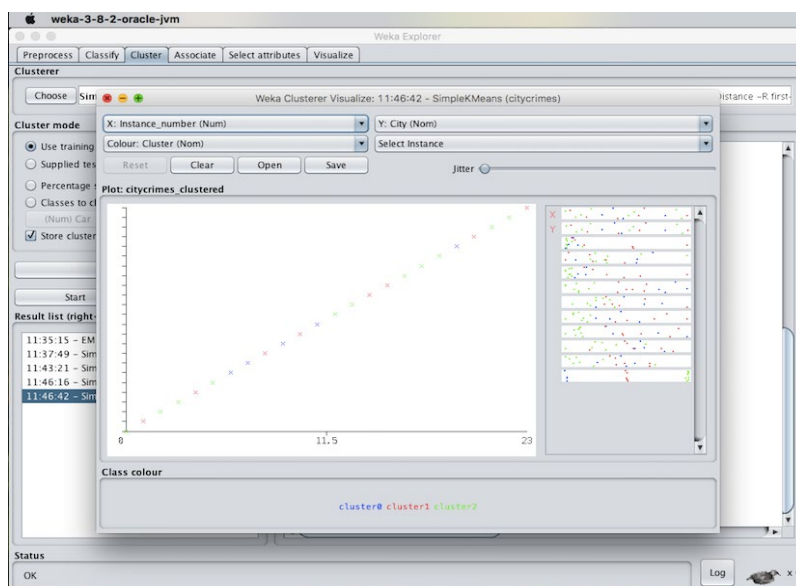 weka-3-8-2-oracle-jvm
Weka Explorer
Preprocess Classify Cluster Associate Select attributes Visualize
Clusterer
Choose Sim
Distance -R first-
Weka Clusterer Visualize: 11:46:42 - SimpleKMeans (citycrimes)
X: Instance_number (Num) Y: City (Nom)
Colour: Cluster (Nom) Select Instance
Reset Clear Open Save Jitter
Plot: citycrimes_clustered
X
Y
0 11.5 23
Class colour
cluster0 cluster1 cluster2
Cluster mode
Use training
Supplied tes
Percentage s
Classes to cl
(Num) Car
Store cluster
Start
Result list (right-
11:35:15 - EM
11:37:49 - Sim
11:43:21 - Sim
11:46:16 - Sim
11:46:42 - Sim
Status
OK
Log
x